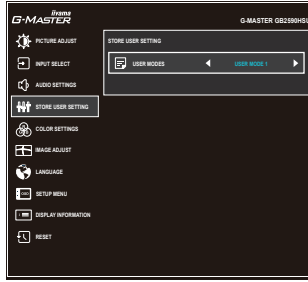 iiyama
G-MASTER
G-MASTER GB2590HSU
PICTURE ADJUST
STORE USER SETTING
INPUT SELECT
USER MODES
USER MODE 1
AUDIO SETTINGS
STORE USER SETTING
COLOR SETTINGS
IMAGE ADJUST
LANGUAGE
OSD
SETUP MENU
DISPLAY INFORMATION
RESET